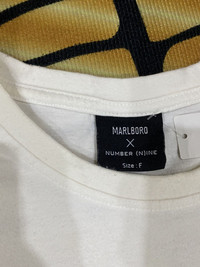 MARLBORO
X
NUMBER (N)INE
Size : F